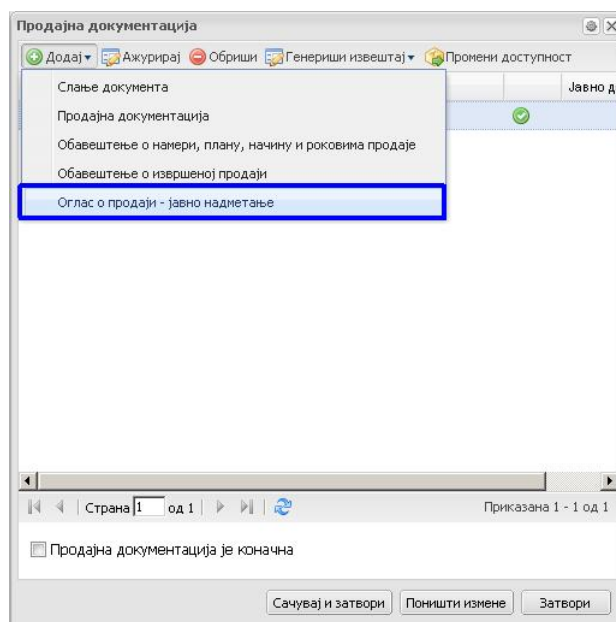 Продајна документација
Додај Ажурирај Обриши Генериши извештај Промени доступност
Слање документа
Јавно д
Продајна документација
Обавештење о намери, плану, начину и роковима продаје
Обавештење о извршеној продаји
Оглас о продаји - јавно надметање
Страна 1 од 1
Приказана 1 - 1 од 1
Продајна документација је коначна
Сачувај и затвори Поништи измене Затвори